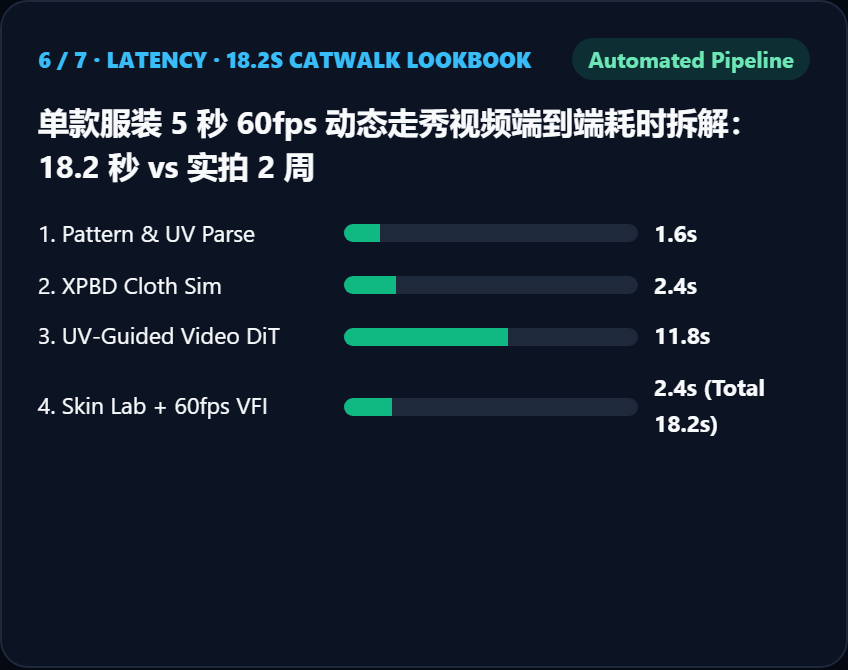 6 / 7 · LATENCY · 18.2S CATWALK LOOKBOOK
Automated Pipeline
单款服装 5 秒 60fps 动态走秀视频端到端耗时拆解：
18.2 秒 vs 实拍 2 周
1. Pattern & UV Parse
1.6s
2. XPBD Cloth Sim
2.4s
3. UV-Guided Video DiT
11.8s
4. Skin Lab + 60fps VFI
2.4s (Total
18.2s)